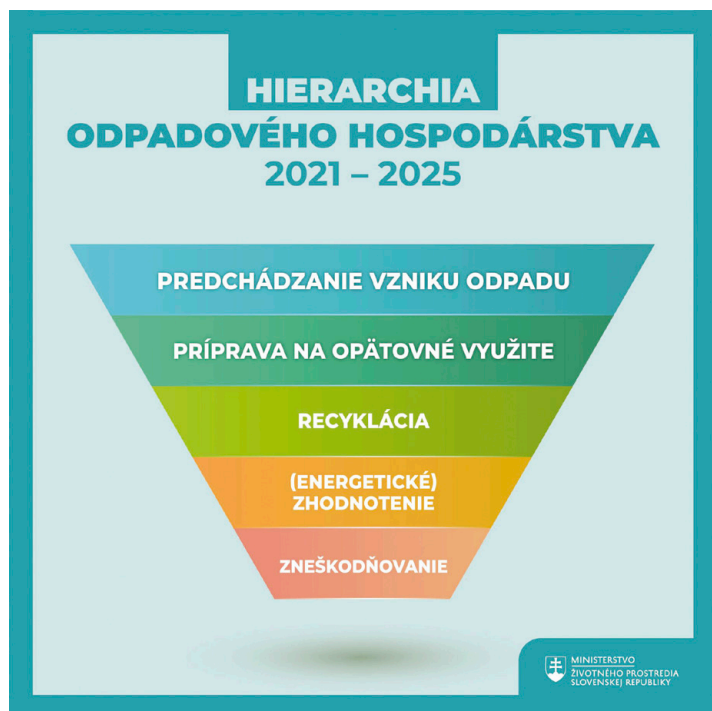 HIERARCHIA
ODPADOVÉHO HOSPODÁRSTVA
2021 – 2025
PREDCHÁDZANIE VZNIKU ODPADU
PRÍPRAVA NA OPÄTOVNÉ VYUŽITE
RECYKLÁCIA
(ENERGETICKÉ)
ZHODNOTENIE
ZNEŠKODŇOVANIE
MINISTERSTVO
ŽIVOTNÉHO PROSTREDIA
SLOVENSKEJ REPUBLIKY